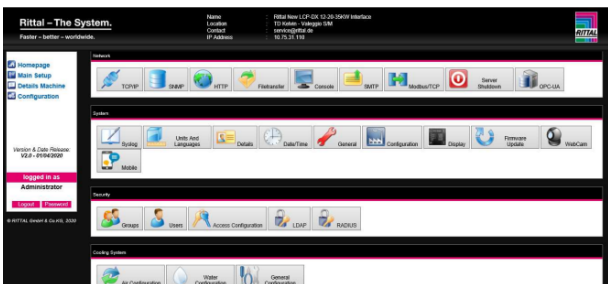 Rittal – The System.
Faster – better – worldwide.
Name : Rittal New LCP-DX 12-20-35KW Interface
Location : TD Kelvin - Valeggio S/M
Contact : service@rittal.de
IP Address : 10.75.31.110
RITTAL
Homepage
Main Setup
Details Machine
Configuration
Version & Date Release:
V2.0 - 01/04/2020
logged in as
Administrator
Logout Password
© RITTAL GmbH & Co.KG, 2020
Network
TCP/IP SNMP HTTP Filetransfer Console SMTP Modbus/TCP Server Shutdown OPC-UA
System
Syslog Units And Languages Details Date/Time General Configuration Display Firmware Update WebCam
Mobile
Security
Groups Users Access Configuration LDAP RADIUS
Cooling System
Air Configuration Water Configuration General Configuration